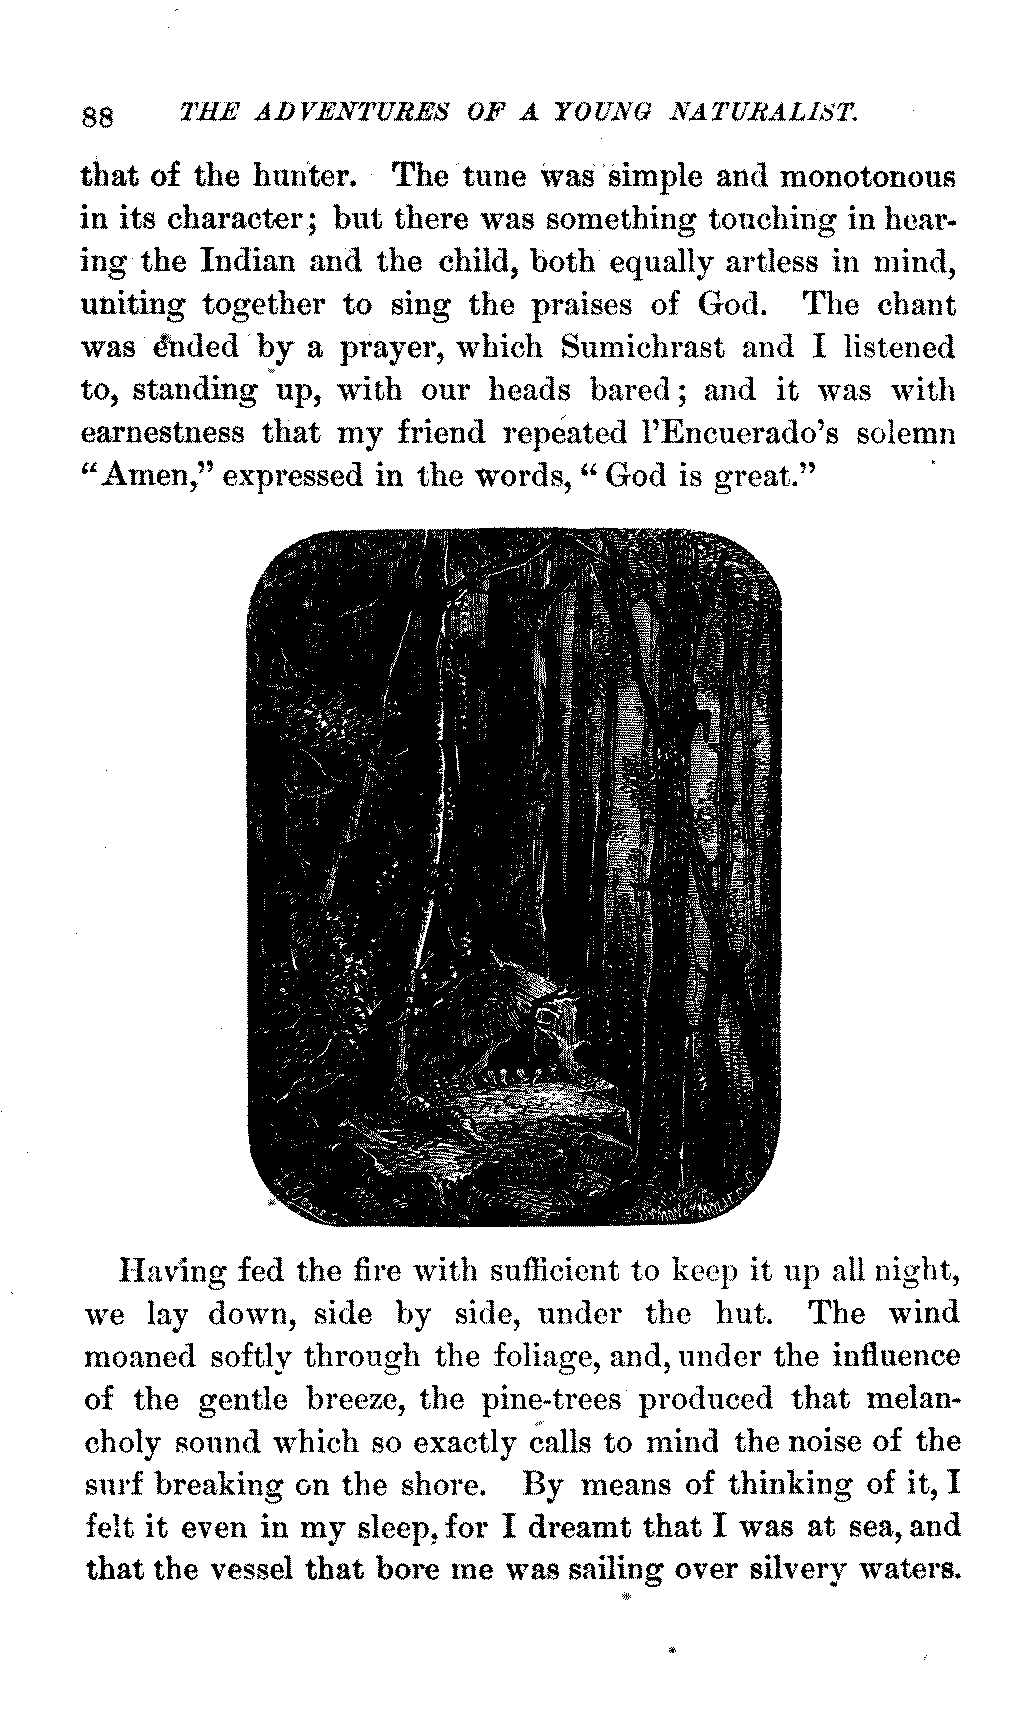 88 THE ADVENTURES OF A YOUNG NATURALIST.
that of the hunter. The tune was simple and monotonous
in its character; but there was something touching in hear-
ing the Indian and the child, both equally artless in mind,
uniting together to sing the praises of God. The chant
was ended by a prayer, which Sumichrast and I listened
to, standing up, with our heads bared; and it was with
earnestness that my friend repeated l'Encuerado's solemn
“Amen,” expressed in the words, “God is great.”
Having fed the fire with sufficient to keep it up all night,
we lay down, side by side, under the hut. The wind
moaned softly through the foliage, and, under the influence
of the gentle breeze, the pine-trees produced that melan-
choly sound which so exactly calls to mind the noise of the
surf breaking on the shore. By means of thinking of it, I
felt it even in my sleep, for I dreamt that I was at sea, and
that the vessel that bore me was sailing over silvery waters.